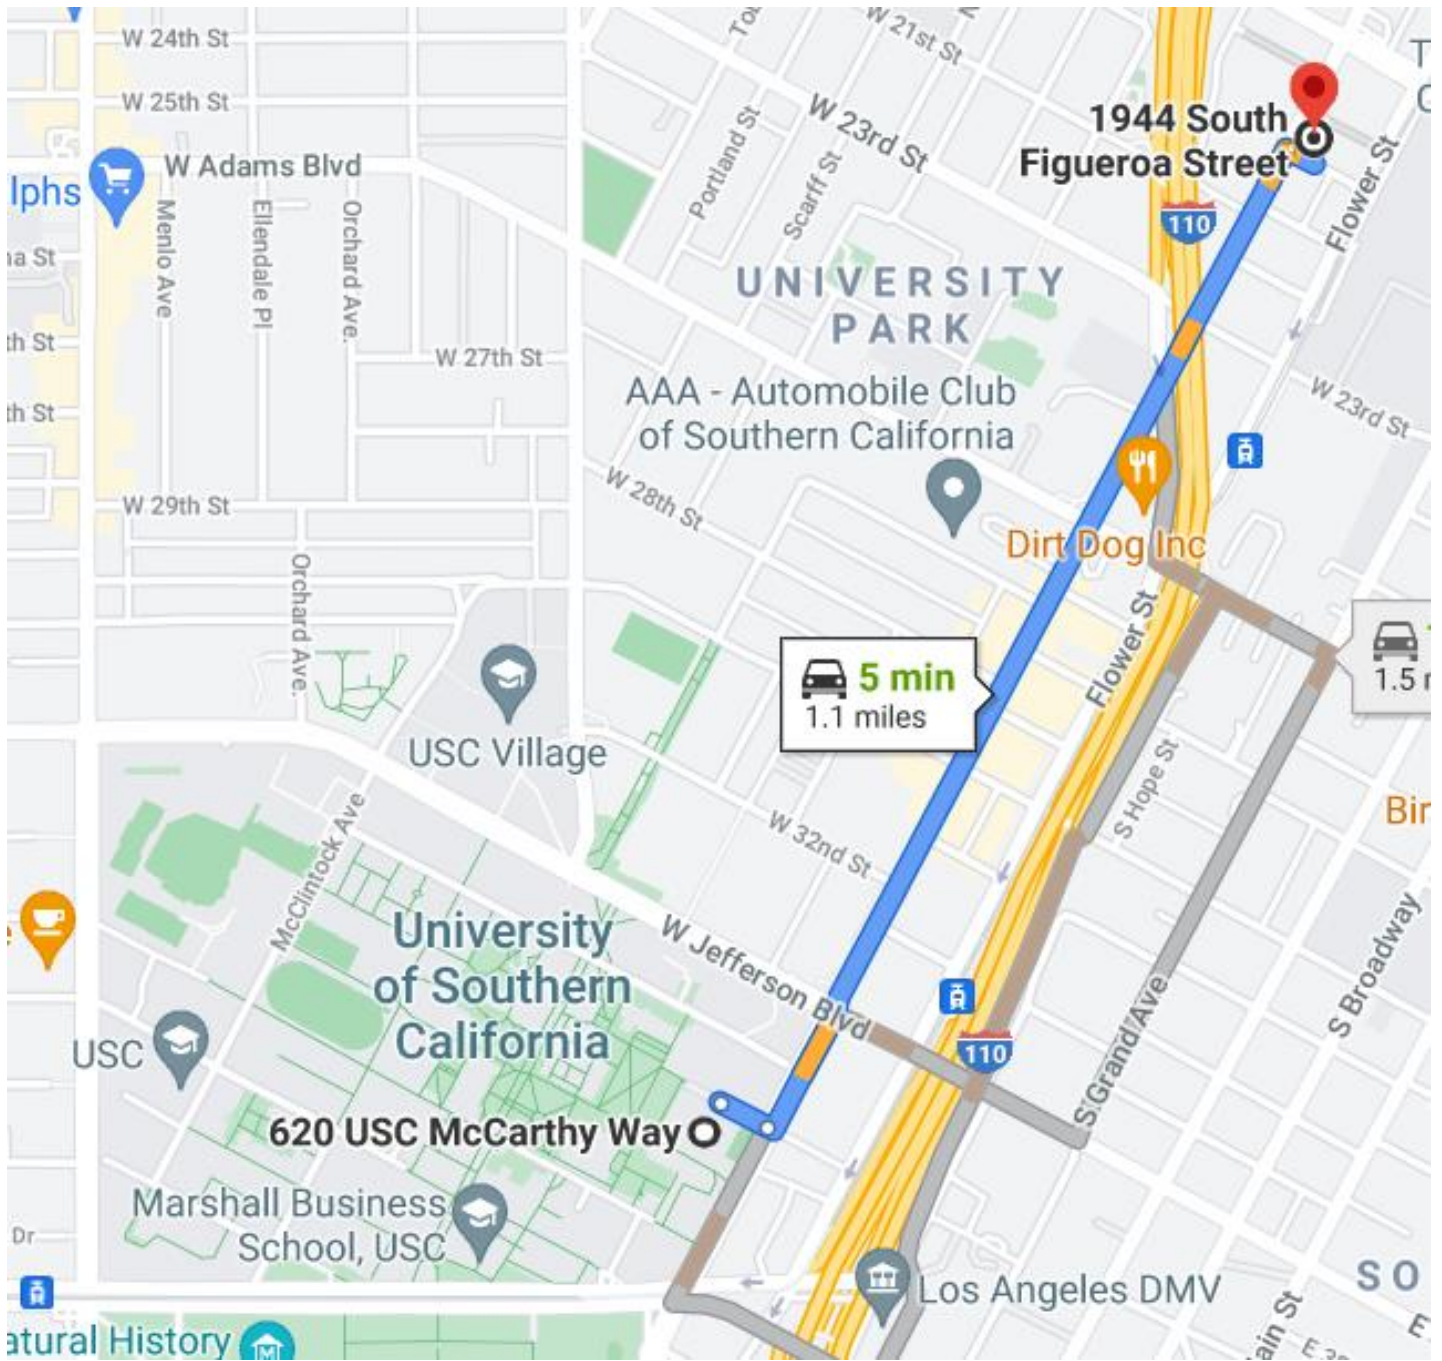 W 24th St
W 21st St
W 25th St
1944 South
Figueroa Street
W 23rd St
W Adams Blvd
lphs
Portland St
Scarff St
Flower St
Menlo Ave
Ellendale Pl
Orchard Ave.
110
UNIVERSITY
PARK
W 27th St
AAA - Automobile Club
of Southern California
W 23rd St
W 28th St
W 29th St
Dirt Dog Inc
Orchard Ave.
Flower St
5 min
1.1 miles
1.5
USC Village
S Hope St
McClintock Ave
W 32nd St
University
of Southern
California
W Jefferson Blvd
S Broadway
S Grand Ave
USC
110
620 USC McCarthy Way
Marshall Business
School, USC
Dr
Los Angeles DMV
SO
atural History
M